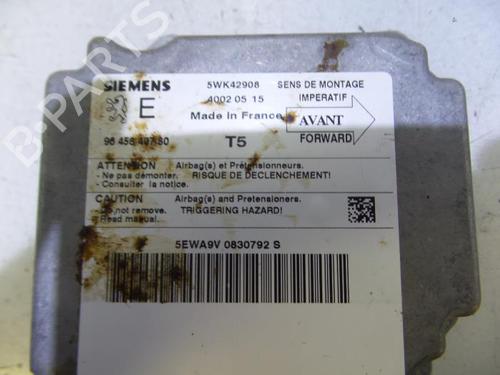 SIEMENS 5WK42908 SENS DE MONTAGE
E 4002 05 15 IMPERATIF
Made in France AVANT
T5 FORWARD
ATTENTION Airbag(s) et Prétensionneurs.
- Ne pas démonter. RISQUE DE DECLENCHEMENT!
- Consulter la notice.
CAUTION Airbag(s) and Pretensioners.
- Do not remove. TRIGGERING HAZARD!
- Read manual.
5EWA9V 0830792 S
B-PARTS